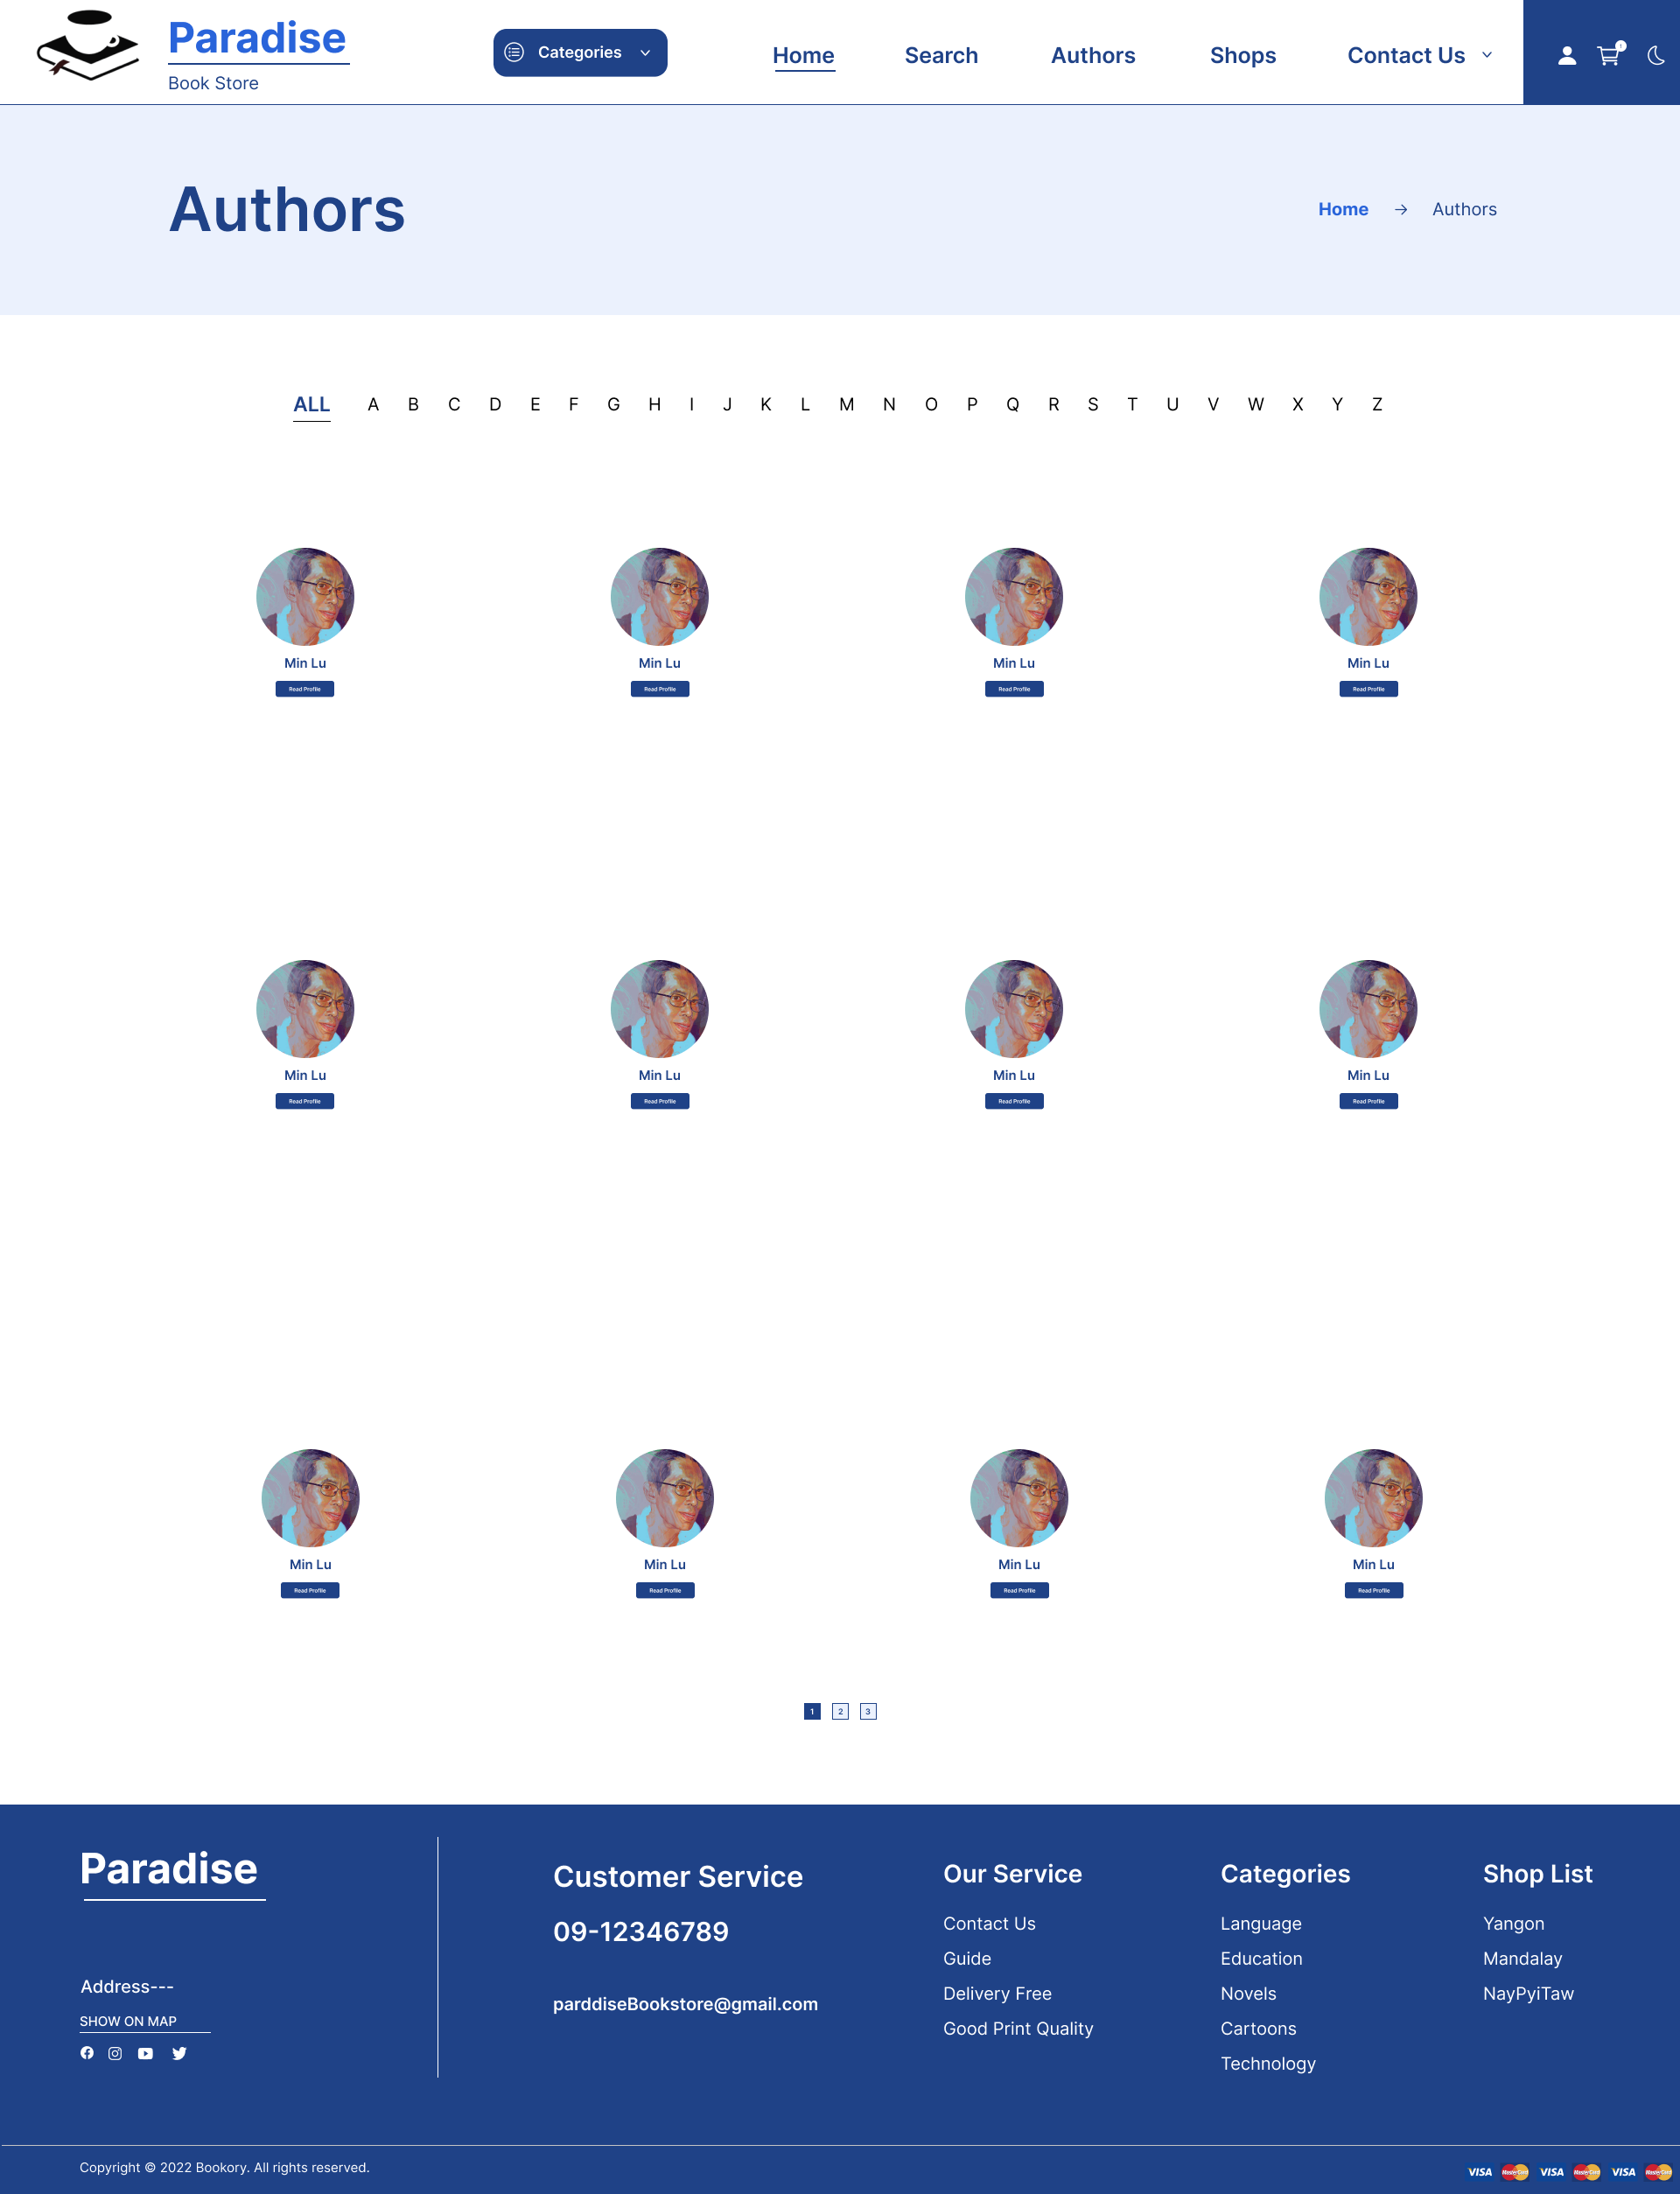 Paradise
Book Store
Categories
Home Search Authors Shops Contact Us
Authors
Home → Authors
ALL A B C D E F G H I J K L M N O P Q R S T U V W X Y Z
Min Lu Min Lu Min Lu Min Lu
Read Profile Read Profile Read Profile Read Profile
Min Lu Min Lu Min Lu Min Lu
Read Profile Read Profile Read Profile Read Profile
Min Lu Min Lu Min Lu Min Lu
Read Profile Read Profile Read Profile Read Profile
1 2 3
Paradise
Address---
SHOW ON MAP
Customer Service
09-12346789
parddiseBookstore@gmail.com
Our Service
Contact Us
Guide
Delivery Free
Good Print Quality
Categories
Language
Education
Novels
Cartoons
Technology
Shop List
Yangon
Mandalay
NayPyiTaw
Copyright © 2022 Bookory. All rights reserved.
VISA MasterCard VISA MasterCard VISA MasterCard